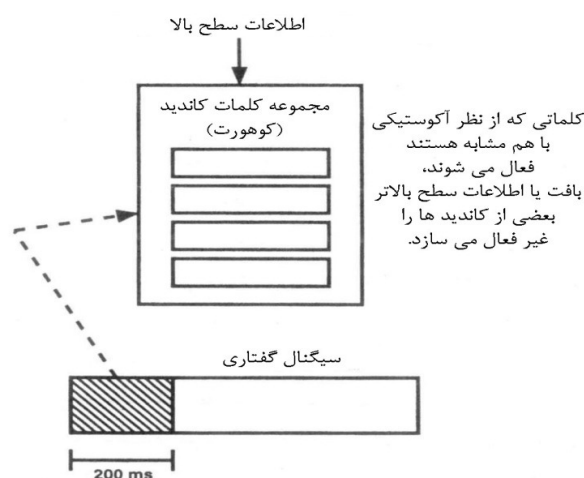 اطلاعات سطح بالا
مجموعه کلمات کاندید
(کوهورت)
کلماتی که از نظر آکوستیکی
با هم مشابه هستند
فعال می شوند،
بافت یا اطلاعات سطح بالاتر
بعضی از کاندید ها را
غیر فعال می سازد.
سیگنال گفتاری
200 ms